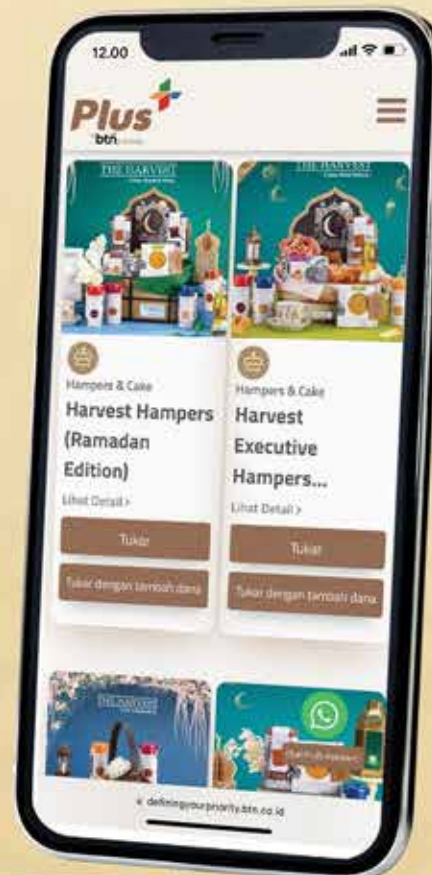 12.00
Plus
btn
THE HARVEST
THE HARVEST
Hampers & Cake
Harvest Hampers
(Ramadan
Edition)
Lihat Detail >
Tukar
Tukar dengan tambah dana
Hampers & Cake
Harvest
Executive
Hampers...
Lihat Detail >
Tukar
Tukar dengan tambah dana
THE HARVEST
definingyourpriority.btn.co.id